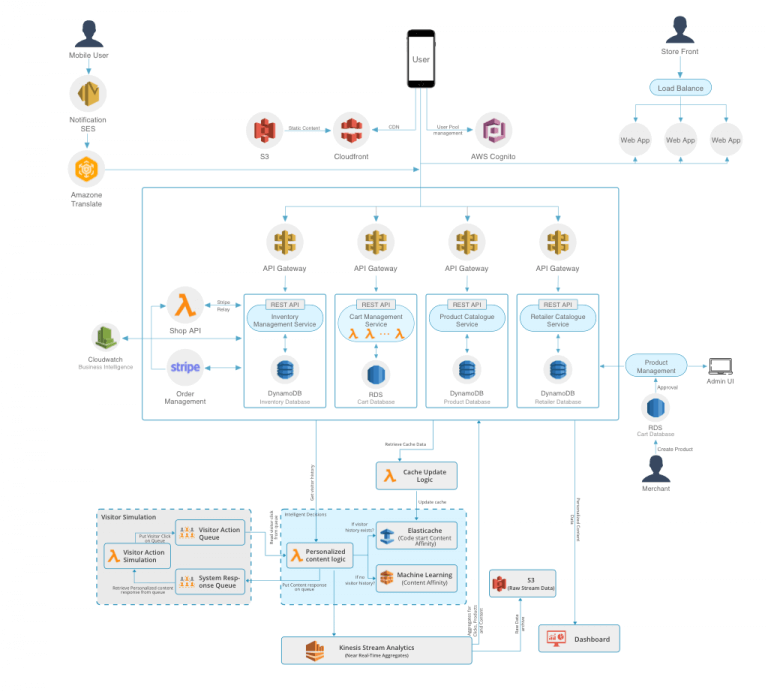 Mobile User
User
Store Front
Load Balance
Notification
SES
S3
Static Content
Cloudfront
CDN
User Pool
management
AWS Cognito
Web App
Web App
Web App
Amazone
Translate
API Gateway
API Gateway
API Gateway
API Gateway
Shop API
Stripe
Relay
REST API
Inventory
Management Service
REST API
Cart Management
Service
REST API
Product Catalogue
Service
REST API
Retailer Catalogue
Service
Cloudwatch
Business Intelligence
stripe
Order
Management
DynamoDB
Inventory Database
RDS
Cart Database
DynamoDB
Product Database
DynamoDB
Retailer Database
Product
Management
Admin UI
Approval
RDS
Cart Database
Create Product
Merchant
Get visitor history
Retrieve Cache Data
Cache Update
Logic
Update cache
Personalized Content
Data
Visitor Simulation
Put Visitor Click
on Queue
Visitor Action
Queue
Visitor Action
Simulation
System Resp-
onse Queue
Retrieve Personalized content
response from queue
Read visitor click
from queue
Intelligent Decisions
Personalized
content logic
If visitor
history exists?
Elasticache
(Code start Content
Affinity)
If no
visitor history?
Machine Learning
(Content Affinity)
Put Content response
on queue
Aggregates for
Clicks, Products
and Content
S3
(Raw Stream Data)
Raw Data
archive
Kinesis Stream Analytics
(Near Real-Time Aggregates)
Dashboard